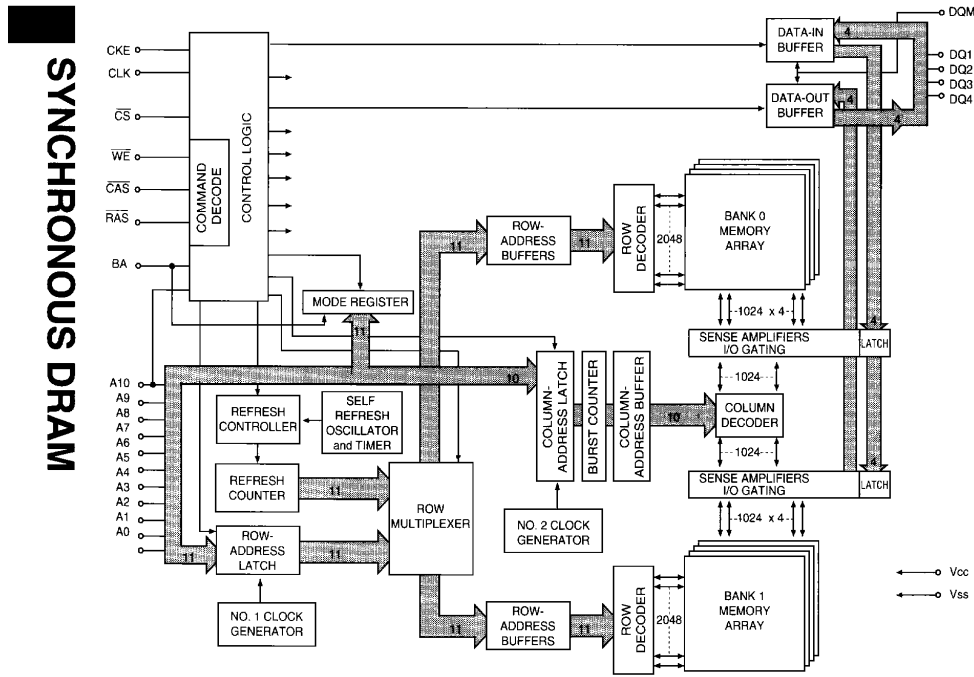 SYNCHRONOUS DRAM
CKE
CLK
CS
WE
CAS
RAS
BA
COMMAND DECODE
CONTROL LOGIC
DATA-IN
BUFFER
DATA-OUT
BUFFER
4
4
4
DQM
DQ1
DQ2
DQ3
DQ4
ROW-
ADDRESS
BUFFERS
11
11
ROW
DECODER
2048
BANK 0
MEMORY
ARRAY
MODE REGISTER
11
1024 x 4
4
SENSE AMPLIFIERS
I/O GATING
LATCH
A10
A9
A8
A7
A6
A5
A4
A3
A2
A1
A0
10
COLUMN-
ADDRESS LATCH
BURST COUNTER
COLUMN-
ADDRESS BUFFER
10
1024
COLUMN
DECODER
1024
REFRESH
CONTROLLER
SELF
REFRESH
OSCILLATOR
and TIMER
REFRESH
COUNTER
11
ROW
MULTIPLEXER
4
SENSE AMPLIFIERS
I/O GATING
LATCH
1024 x 4
NO. 2 CLOCK
GENERATOR
11
ROW-
ADDRESS
LATCH
11
NO. 1 CLOCK
GENERATOR
11
ROW-
ADDRESS
BUFFERS
11
ROW
DECODER
2048
BANK 1
MEMORY
ARRAY
Vcc
Vss